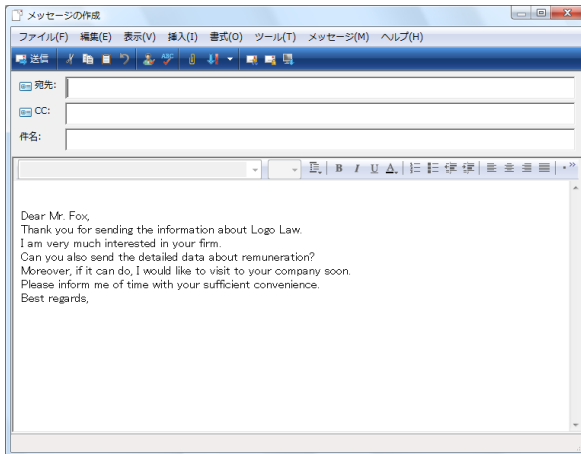 メッセージの作成
ファイル(F) 編集(E) 表示(V) 挿入(I) 書式(O) ツール(T) メッセージ(M) ヘルプ(H)
送信
宛先:
CC:
件名:
B I U A
Dear Mr. Fox,
Thank you for sending the information about Logo Law.
I am very much interested in your firm.
Can you also send the detailed data about remuneration?
Moreover, if it can do, I would like to visit to your company soon.
Please inform me of time with your sufficient convenience.
Best regards,